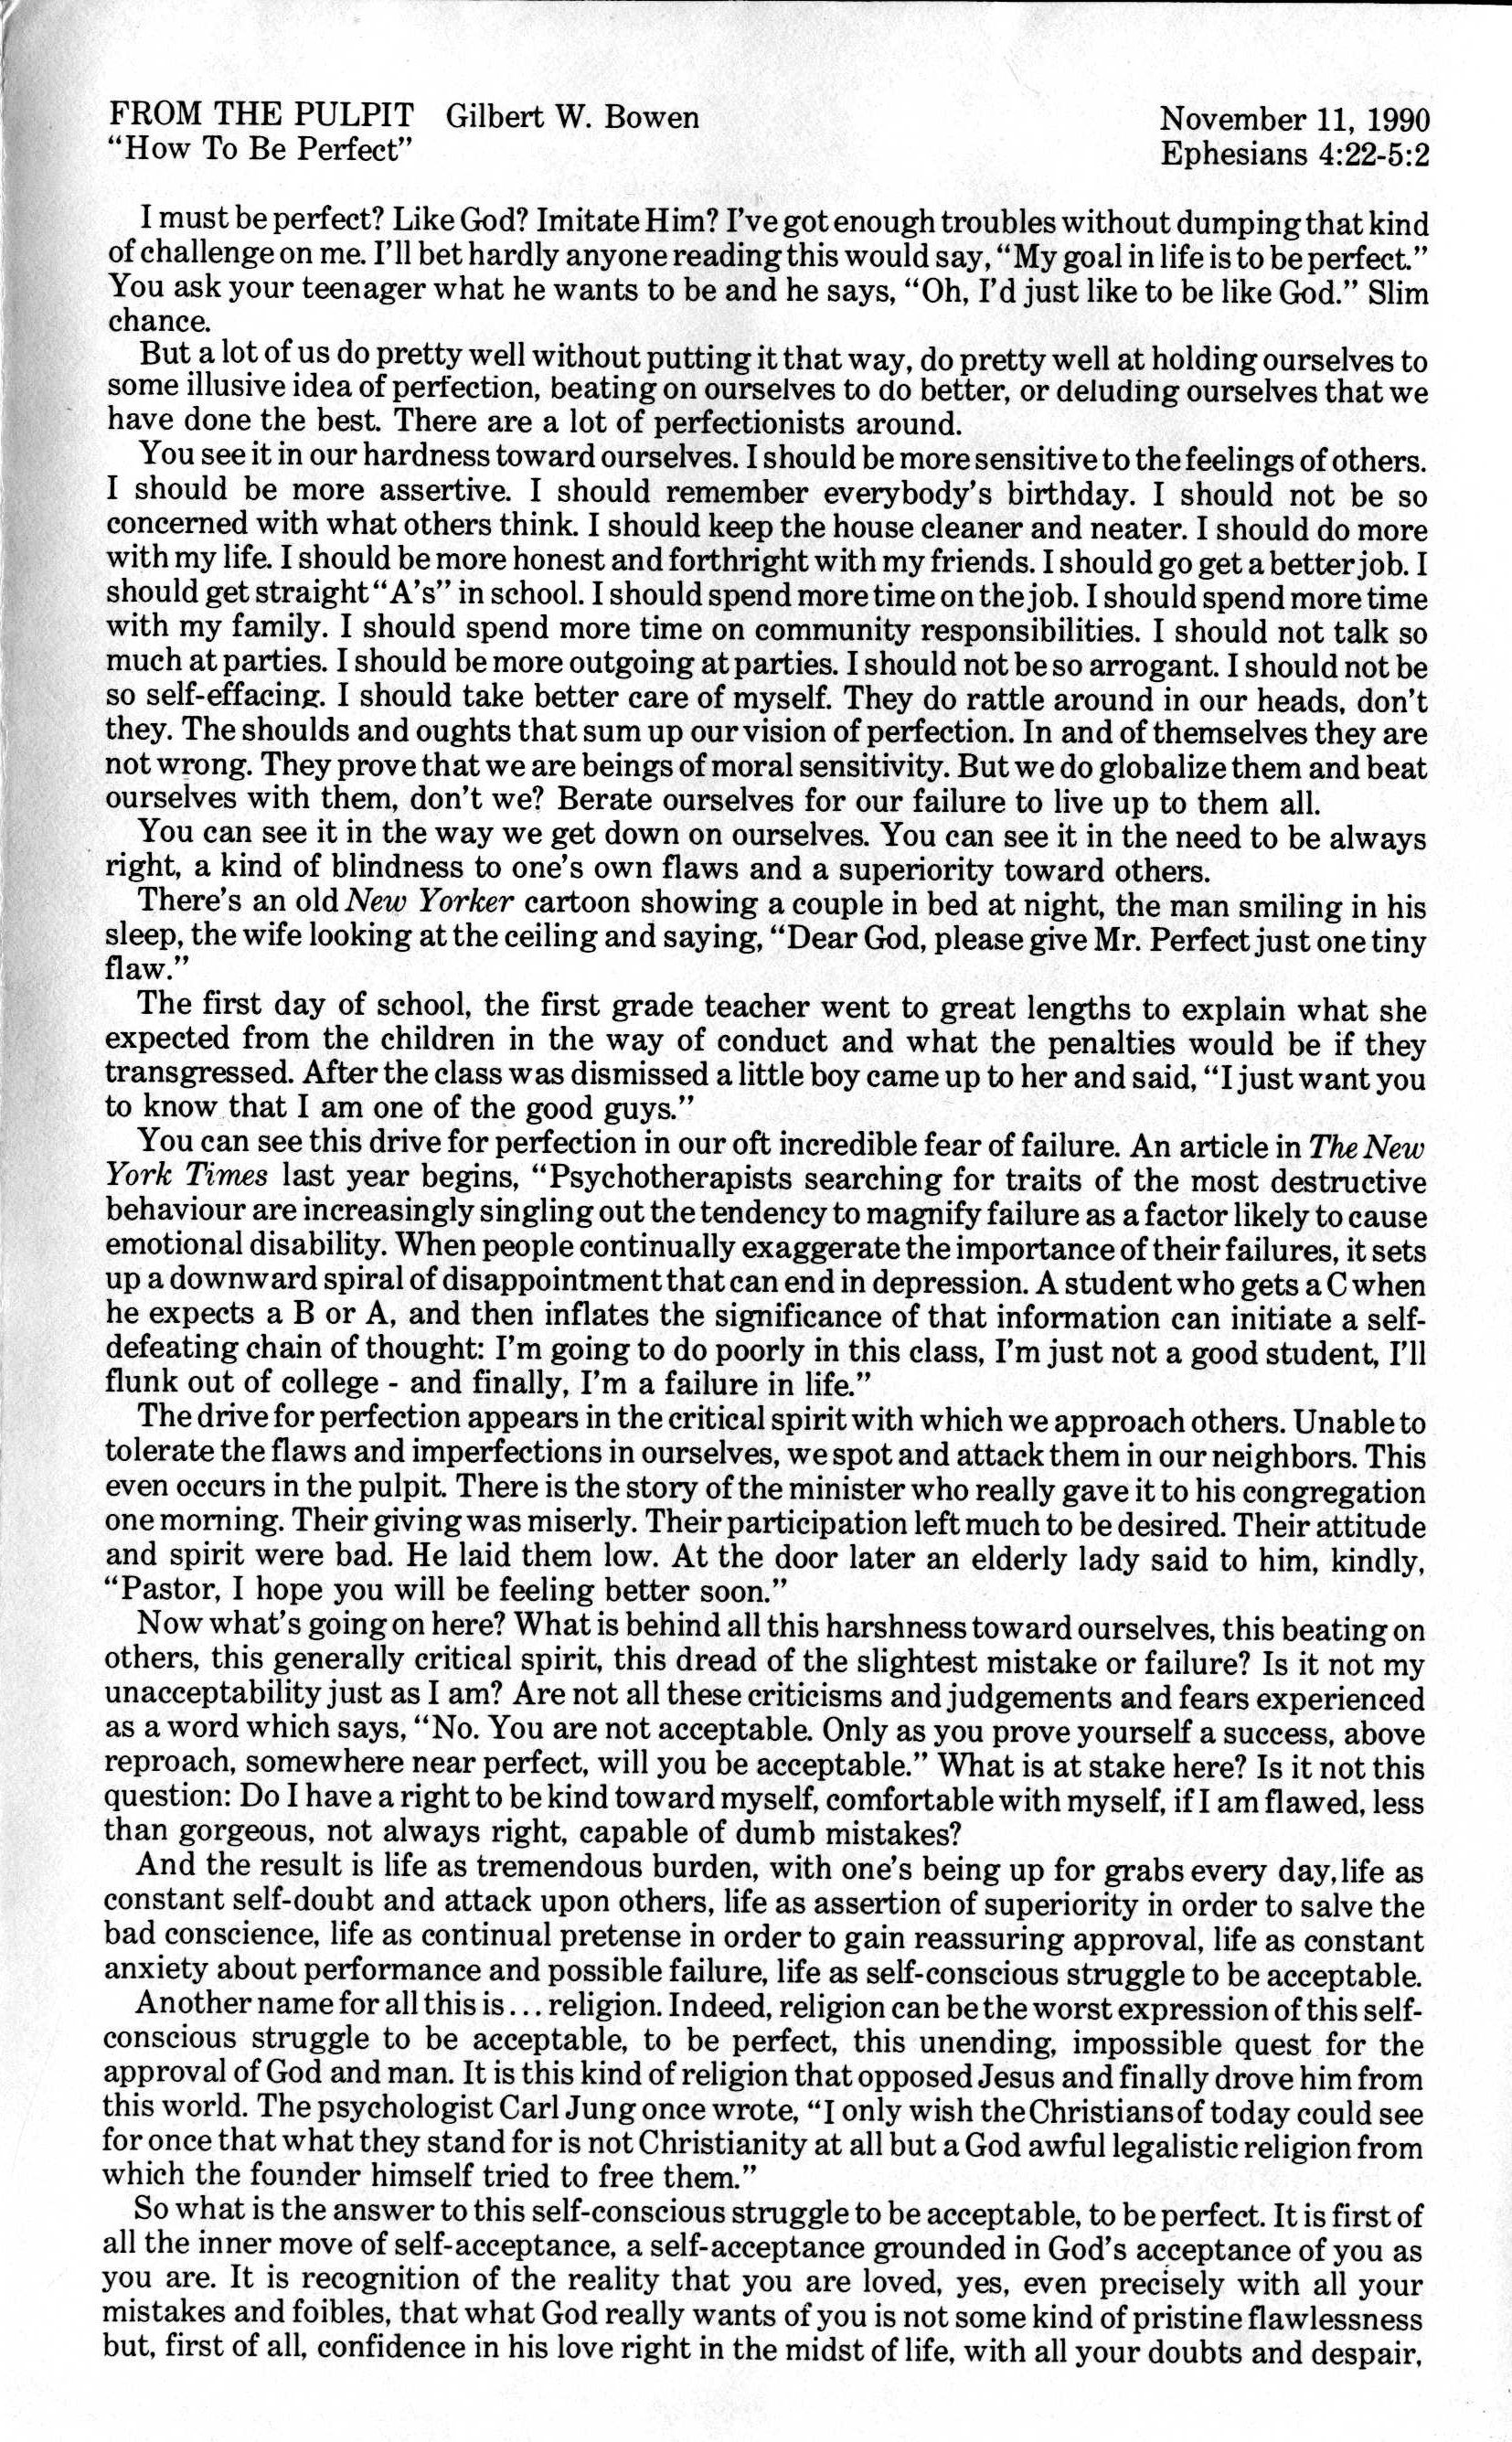 FROM THE PULPIT Gilbert W. Bowen November 11, 1990
“How To Be Perfect” Ephesians 4:22-5:2
I must be perfect? Like God? Imitate Him? I’ve got enough troubles without dumping that kind
of challenge on me. I’ll bet hardly anyone reading this would say, “My goal in life is to be perfect.”
You ask your teenager what he wants to be and he says, “Oh, I’d just like to be like God.” Slim
chance.
But a lot of us do pretty well without putting it that way, do pretty well at holding ourselves to
some illusive idea of perfection, beating on ourselves to do better, or deluding ourselves that we
have done the best. There are a lot of perfectionists around.
You see it in our hardness toward ourselves. I should be more sensitive to the feelings of others.
I should be more assertive. I should remember everybody’s birthday. I should not be so
concerned with what others think. I should keep the house cleaner and neater. I should do more
with my life. I should be more honest and forthright with my friends. I should go get a better job. I
should get straight “A’s” in school. I should spend more time on the job. I should spend more time
with my family. I should spend more time on community responsibilities. I should not talk so
much at parties. I should be more outgoing at parties. I should not be so arrogant. I should not be
so self-effacing. I should take better care of myself. They do rattle around in our heads, don’t
they. The shoulds and oughts that sum up our vision of perfection. In and of themselves they are
not wrong. They prove that we are beings of moral sensitivity. But we do globalize them and beat
ourselves with them, don’t we? Berate ourselves for our failure to live up to them all.
You can see it in the way we get down on ourselves. You can see it in the need to be always
right, a kind of blindness to one’s own flaws and a superiority toward others.
There’s an old New Yorker cartoon showing a couple in bed at night, the man smiling in his
sleep, the wife looking at the ceiling and saying, “Dear God, please give Mr. Perfect just one tiny
flaw.”
The first day of school, the first grade teacher went to great lengths to explain what she
expected from the children in the way of conduct and what the penalties would be if they
transgressed. After the class was dismissed a little boy came up to her and said, “I just want you
to know that I am one of the good guys.”
You can see this drive for perfection in our oft incredible fear of failure. An article in The New
York Times last year begins, “Psychotherapists searching for traits of the most destructive
behaviour are increasingly singling out the tendency to magnify failure as a factor likely to cause
emotional disability. When people continually exaggerate the importance of their failures, it sets
up a downward spiral of disappointment that can end in depression. A student who gets a C when
he expects a B or A, and then inflates the significance of that information can initiate a self-
defeating chain of thought: I’m going to do poorly in this class, I’m just not a good student, I’ll
flunk out of college - and finally, I’m a failure in life.”
The drive for perfection appears in the critical spirit with which we approach others. Unable to
tolerate the flaws and imperfections in ourselves, we spot and attack them in our neighbors. This
even occurs in the pulpit. There is the story of the minister who really gave it to his congregation
one morning. Their giving was miserly. Their participation left much to be desired. Their attitude
and spirit were bad. He laid them low. At the door later an elderly lady said to him, kindly,
“Pastor, I hope you will be feeling better soon.”
Now what’s going on here? What is behind all this harshness toward ourselves, this beating on
others, this generally critical spirit, this dread of the slightest mistake or failure? Is it not my
unacceptability just as I am? Are not all these criticisms and judgements and fears experienced
as a word which says, “No. You are not acceptable. Only as you prove yourself a success, above
reproach, somewhere near perfect, will you be acceptable.” What is at stake here? Is it not this
question: Do I have a right to be kind toward myself, comfortable with myself, if I am flawed, less
than gorgeous, not always right, capable of dumb mistakes?
And the result is life as tremendous burden, with one’s being up for grabs every day, life as
constant self-doubt and attack upon others, life as assertion of superiority in order to salve the
bad conscience, life as continual pretense in order to gain reassuring approval, life as constant
anxiety about performance and possible failure, life as self-conscious struggle to be acceptable.
Another name for all this is... religion. Indeed, religion can be the worst expression of this self-
conscious struggle to be acceptable, to be perfect, this unending, impossible quest for the
approval of God and man. It is this kind of religion that opposed Jesus and finally drove him from
this world. The psychologist Carl Jung once wrote, “I only wish the Christians of today could see
for once that what they stand for is not Christianity at all but a God awful legalistic religion from
which the founder himself tried to free them.”
So what is the answer to this self-conscious struggle to be acceptable, to be perfect. It is first of
all the inner move of self-acceptance, a self-acceptance grounded in God’s acceptance of you as
you are. It is recognition of the reality that you are loved, yes, even precisely with all your
mistakes and foibles, that what God really wants of you is not some kind of pristine flawlessness
but, first of all, confidence in his love right in the midst of life, with all your doubts and despair,